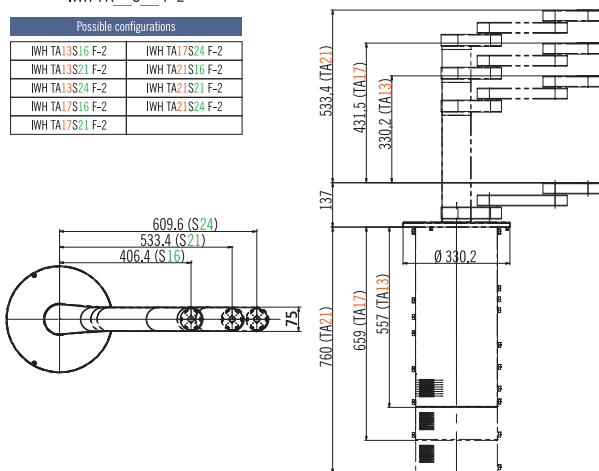 Possible configurations
IWH TA13S16 F-2 IWH TA17S24 F-2
IWH TA13S21 F-2 IWH TA21S16 F-2
IWH TA13S24 F-2 IWH TA21S21 F-2
IWH TA17S16 F-2 IWH TA21S24 F-2
IWH TA17S21 F-2
533,4 (TA21)
431,5 (TA17)
330,2 (TA13)
137
609.6 (S24)
533.4 (S21)
406.4 (S16)
75
Ø 330.2
760 (TA21)
659 (TA17)
557 (TA13)